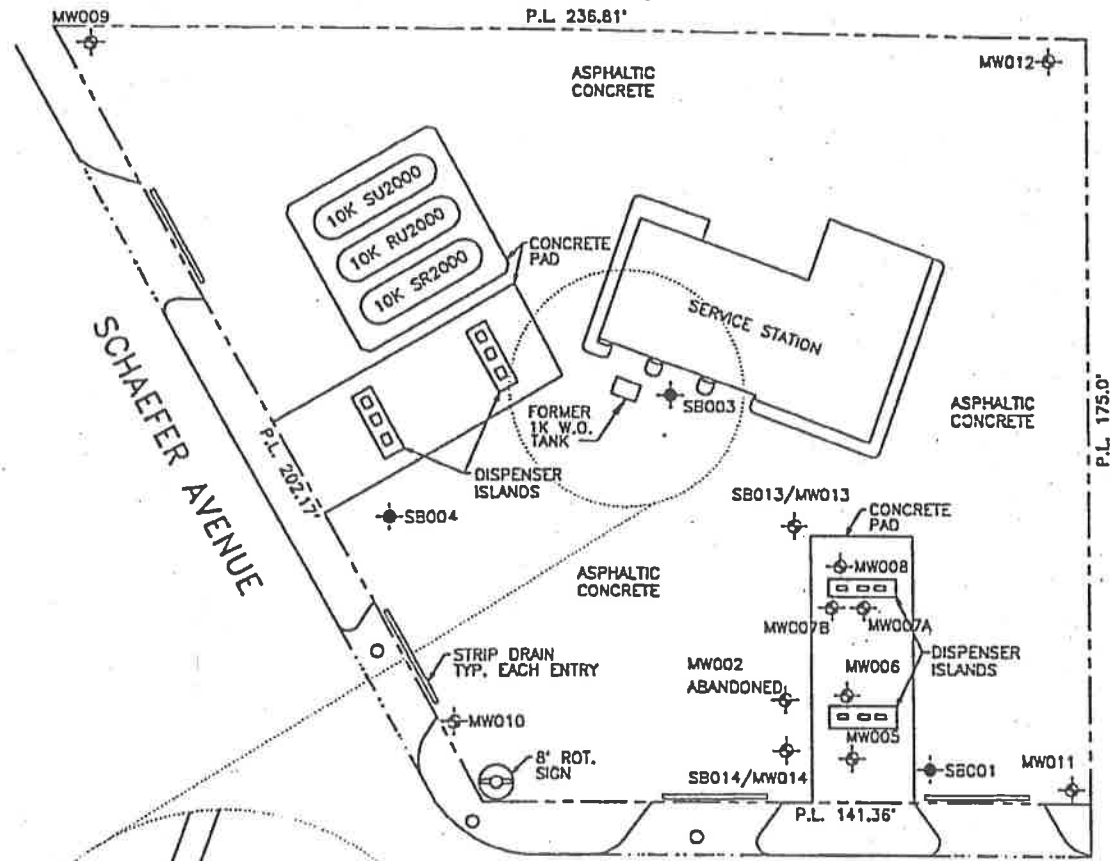 P.L. 236.81'
MW009
MW012
ASPHALTIC
CONCRETE
10K SU2000
10K RU2000
10K SR2000
CONCRETE
PAD
SERVICE STATION
SCHAEFER AVENUE
P.L. 202.17'
P.L. 175.0'
FORMER
1K W.O.
TANK
SB003
ASPHALTIC
CONCRETE
DISPENSER
ISLANDS
SB004
SB013/MW013
CONCRETE
PAD
ASPHALTIC
CONCRETE
MW008
MW007B
MW007A
STRIP DRAIN
TYP. EACH ENTRY
MW002
ABANDONED
MW006
DISPENSER
ISLANDS
MW010
MW005
8' ROT.
SIGN
SB014/MW014
SB001
MW011
P.L. 141.36'